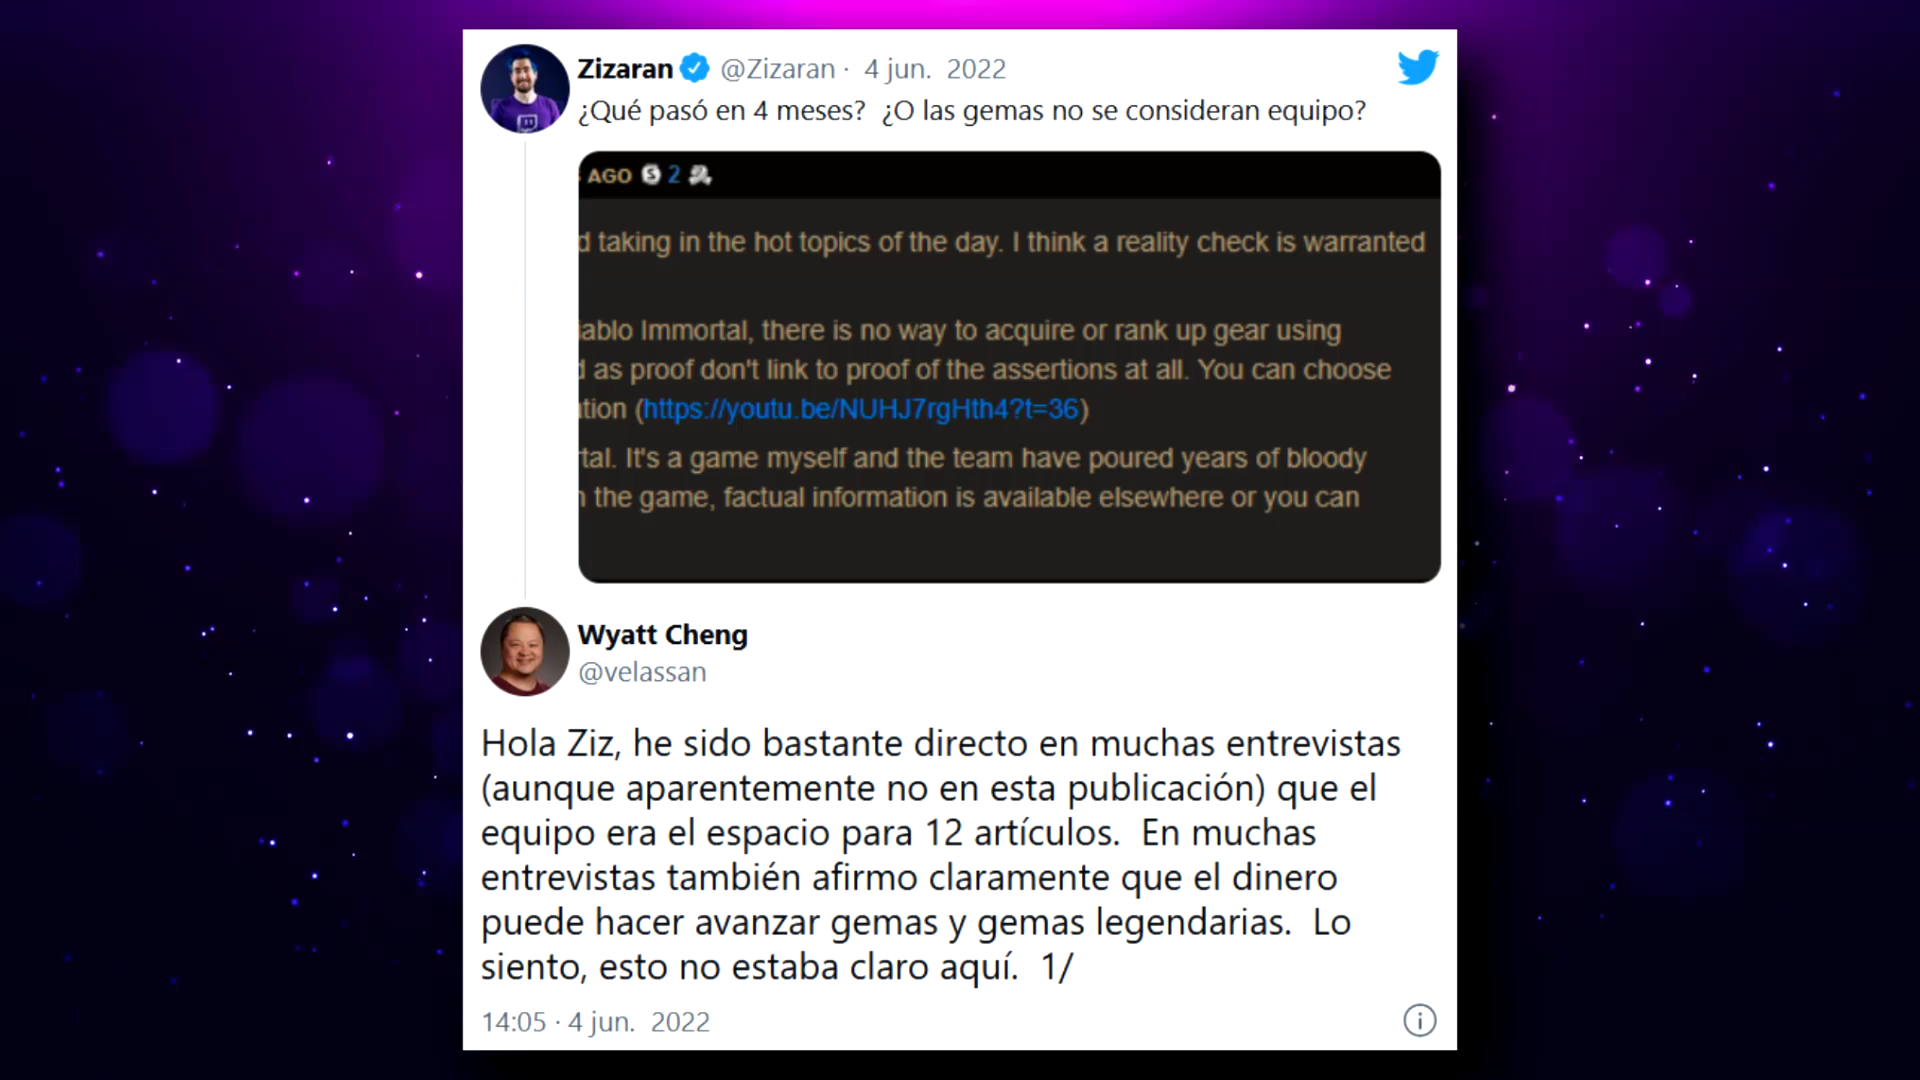 Zizaran @Zizaran · 4 jun. 2022
¿Qué pasó en 4 meses? ¿O las gemas no se consideran equipo?
AGO 2
d taking in the hot topics of the day. I think a reality check is warranted
iablo Immortal, there is no way to acquire or rank up gear using
d as proof don't link to proof of the assertions at all. You can choose
tion (https://youtu.be/NUHJ7rgHth4?t=36)
tal. It's a game myself and the team have poured years of bloody
n the game, factual information is available elsewhere or you can
Wyatt Cheng
@velassan
Hola Ziz, he sido bastante directo en muchas entrevistas
(aunque aparentemente no en esta publicación) que el
equipo era el espacio para 12 artículos. En muchas
entrevistas también afirmo claramente que el dinero
puede hacer avanzar gemas y gemas legendarias. Lo
siento, esto no estaba claro aquí. 1/
14:05 · 4 jun. 2022